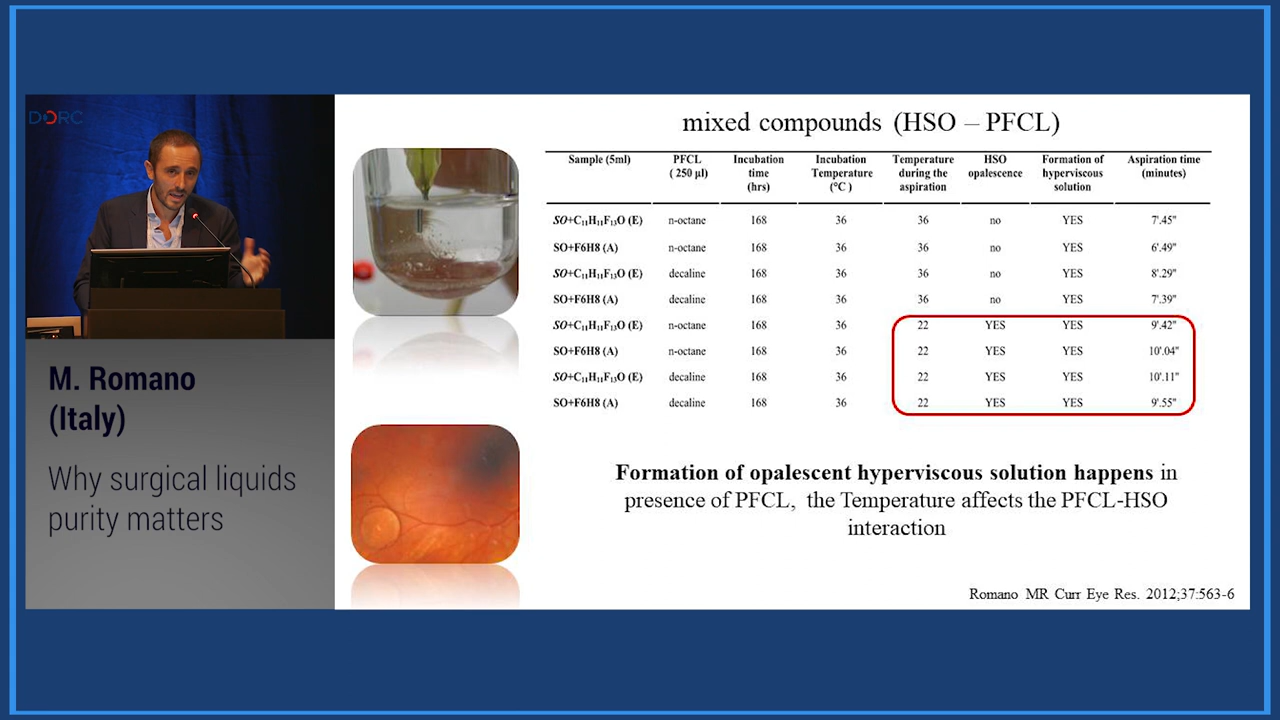 DORC
M. Romano
(Italy)
Why surgical liquids
purity matters
mixed compounds (HSO – PFCL)
Sample (5ml) PFCL ( 250 µl) Incubation time (hrs) Incubation Temperature (°C ) Temperature during the aspiration HSO opalescence Formation of hyperviscous solution Aspiration time (minutes)
SO+C₁₁H₁₁F₁₃O (E) n-octane 168 36 36 no YES 7'.45"
SO+F6H8 (A) n-octane 168 36 36 no YES 6'.49"
SO+C₁₁H₁₁F₁₃O (E) decaline 168 36 36 no YES 8'.29"
SO+F6H8 (A) decaline 168 36 36 no YES 7'.39"
SO+C₁₁H₁₁F₁₃O (E) n-octane 168 36 22 YES YES 9'.42"
SO+F6H8 (A) n-octane 168 36 22 YES YES 10'.04"
SO+C₁₁H₁₁F₁₃O (E) decaline 168 36 22 YES YES 10'.11"
SO+F6H8 (A) decaline 168 36 22 YES YES 9'.55"
Formation of opalescent hyperviscous solution happens in
presence of PFCL, the Temperature affects the PFCL-HSO
interaction
Romano MR Curr Eye Res. 2012;37:563-6